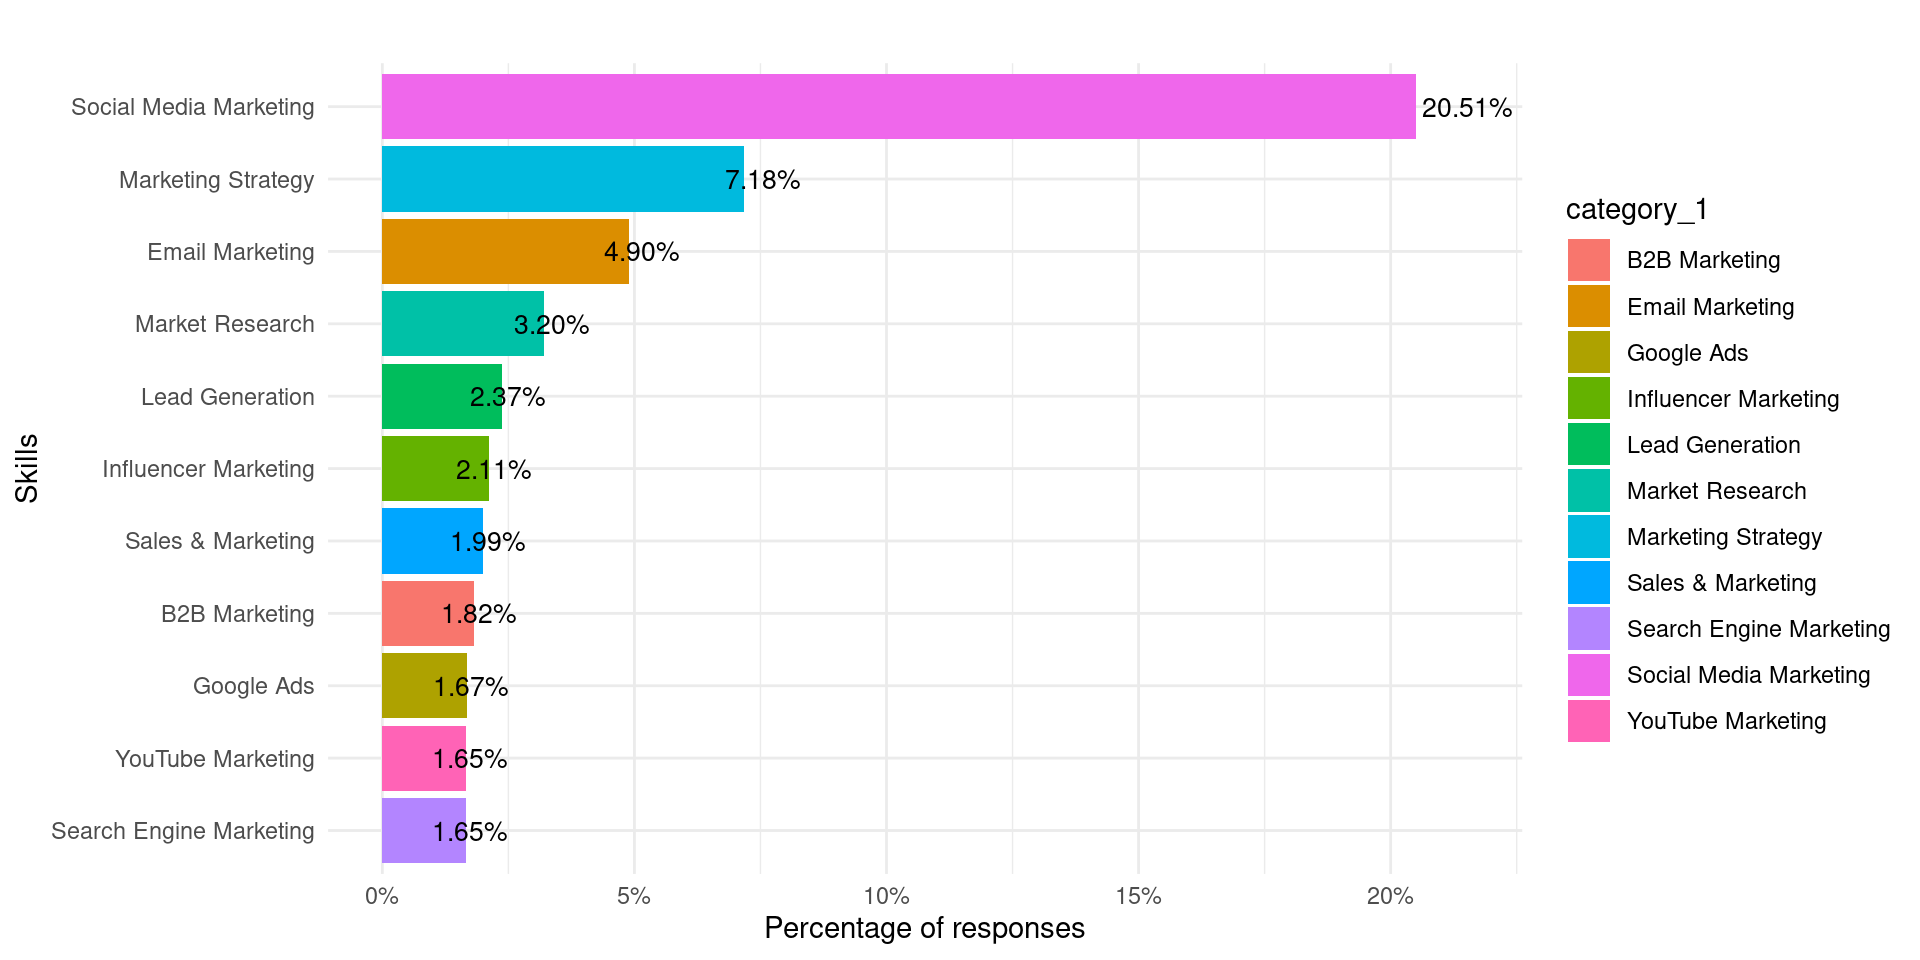 Social Media Marketing 20.51%
Marketing Strategy 7.18%
Email Marketing 4.90%
Market Research 3.20%
Lead Generation 2.37%
Influencer Marketing 2.11%
Sales & Marketing 1.99%
B2B Marketing 1.82%
Google Ads 1.67%
YouTube Marketing 1.65%
Search Engine Marketing 1.65%
Skills
0% 5% 10% 15% 20%
Percentage of responses
category_1
B2B Marketing
Email Marketing
Google Ads
Influencer Marketing
Lead Generation
Market Research
Marketing Strategy
Sales & Marketing
Search Engine Marketing
Social Media Marketing
YouTube Marketing